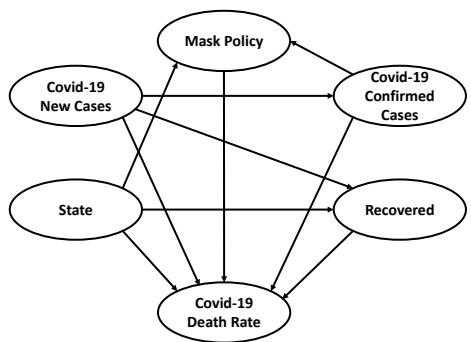 Mask Policy
Covid-19
New Cases
Covid-19
Confirmed
Cases
State
Recovered
Covid-19
Death Rate